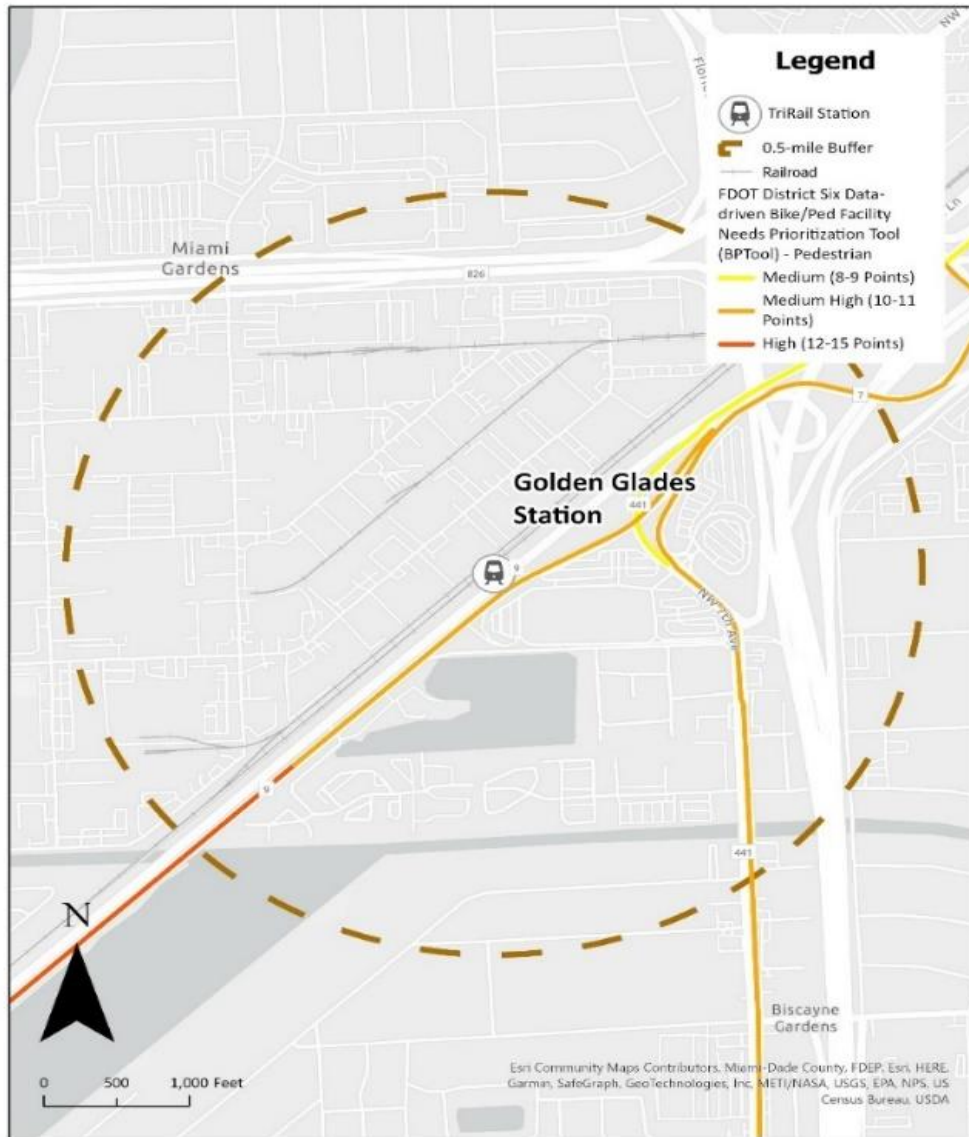 NW
Legend
Flori
TriRail Station
0.5-mile Buffer
Railroad
FDOT District Six Data-
driven Bike/Ped Facility
Needs Prioritization Tool
(BPTool) - Pedestrian
Medium (8-9 Points)
Medium High (10-11
Points)
High (12-15 Points)
Ln
Miami
Gardens
826
7
Golden Glades
Station
441
9
NW 7th Ave
9
441
N
Biscayne
Gardens
0 500 1,000 Feet
Esri Community Maps Contributors, Miami-Dade County, FDEP, Esri, HERE,
Garmin, SafeGraph, GeoTechnologies, Inc, METI/NASA, USGS, EPA, NPS, US
Census Bureau, USDA